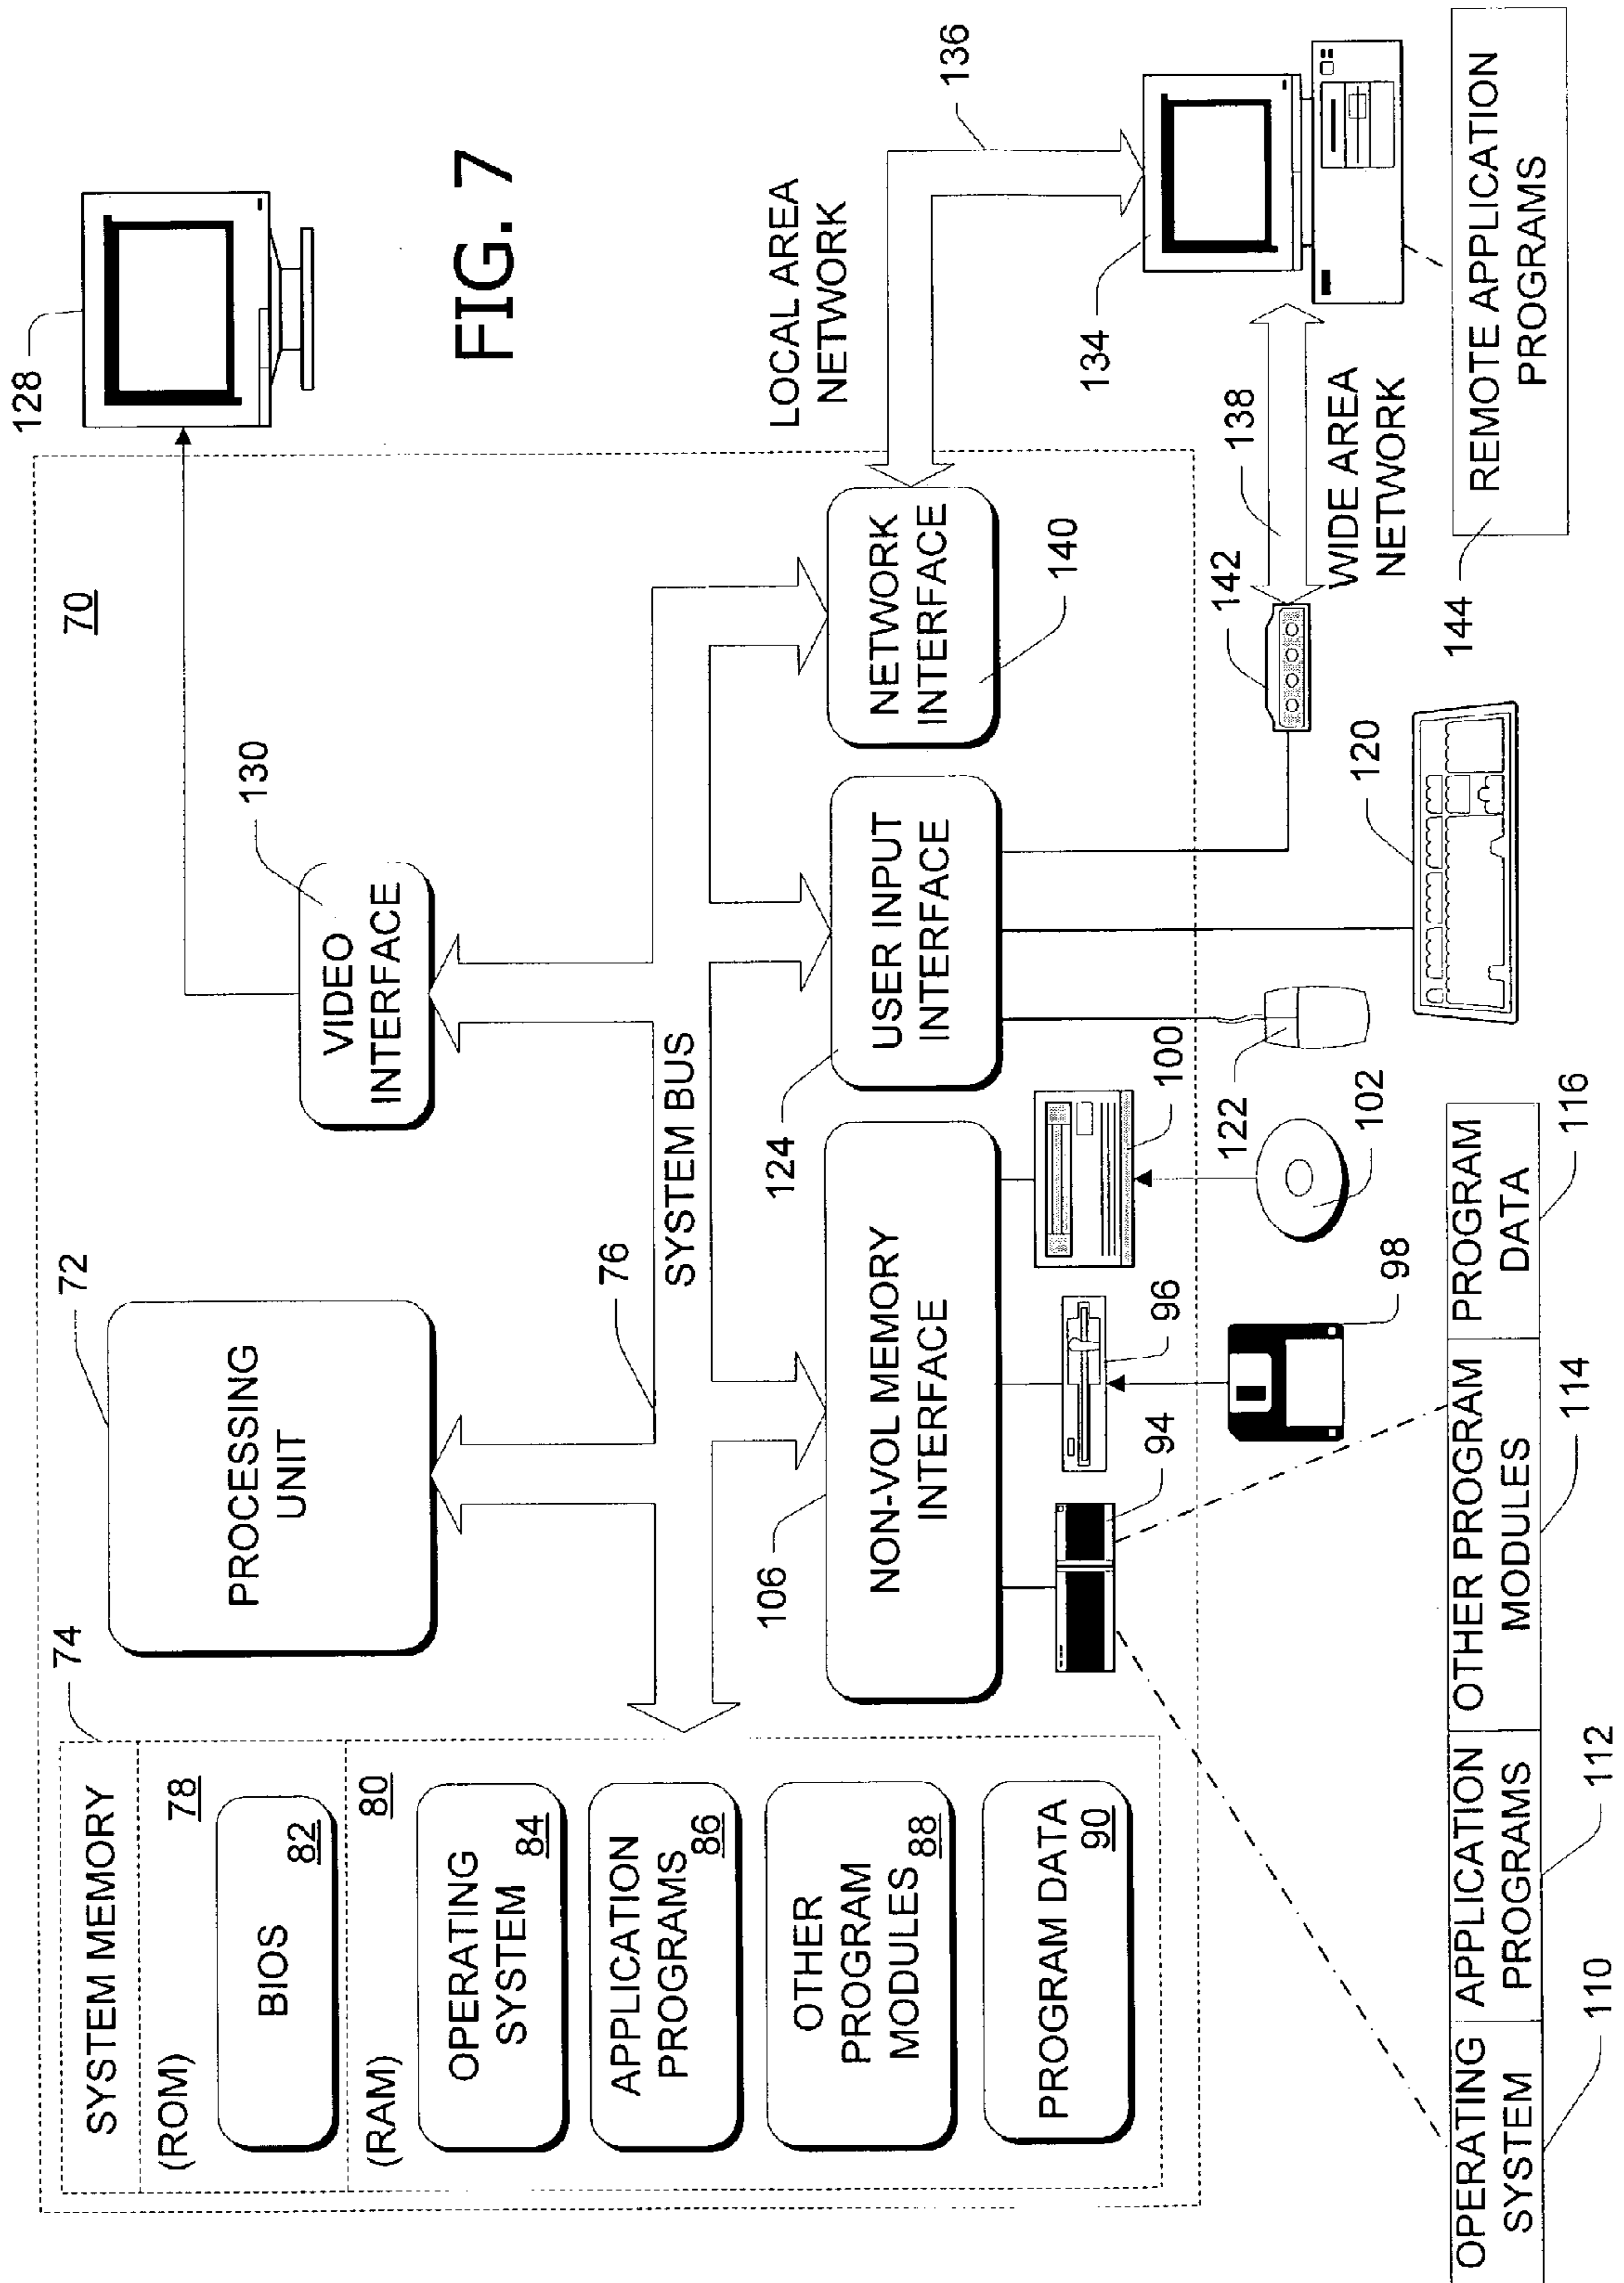 128
FIG. 7
70
SYSTEM MEMORY
74
(ROM)
78
BIOS
82
(RAM)
80
OPERATING
SYSTEM
84
APPLICATION
PROGRAMS
86
OTHER
PROGRAM
MODULES
88
PROGRAM DATA
90
72
PROCESSING
UNIT
76
SYSTEM BUS
130
VIDEO
INTERFACE
106
NON-VOL MEMORY
INTERFACE
124
USER INPUT
INTERFACE
NETWORK
INTERFACE
140
LOCAL AREA
NETWORK
136
134
94
96
98
100
102
122
120
142
138
WIDE AREA
NETWORK
144
REMOTE APPLICATION
PROGRAMS
OPERATING
SYSTEM
110
APPLICATION
PROGRAMS
112
OTHER PROGRAM
MODULES
114
PROGRAM
DATA
116